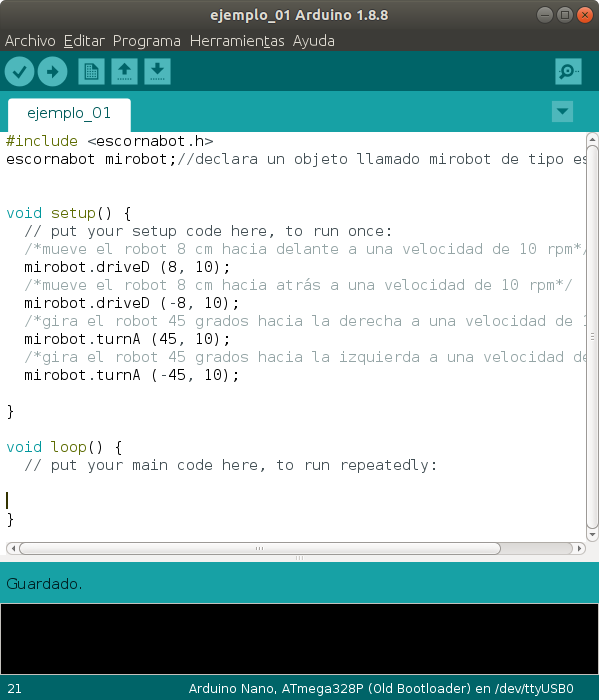 ejemplo_01 Arduino 1.8.8
Archivo Editar Programa Herramientas Ayuda
ejemplo_01
#include <escornabot.h>
escornabot mirobot;//declara un objeto llamado mirobot de tipo es
void setup() {
// put your setup code here, to run once:
/*mueve el robot 8 cm hacia delante a una velocidad de 10 rpm*/
mirobot.driveD (8, 10);
/*mueve el robot 8 cm hacia atrás a una velocidad de 10 rpm*/
mirobot.driveD (-8, 10);
/*gira el robot 45 grados hacia la derecha a una velocidad de 1
mirobot.turnA (45, 10);
/*gira el robot 45 grados hacia la izquierda a una velocidad de
mirobot.turnA (-45, 10);
}
void loop() {
// put your main code here, to run repeatedly:
}
Guardado.
21 Arduino Nano, ATmega328P (Old Bootloader) en /dev/ttyUSB0